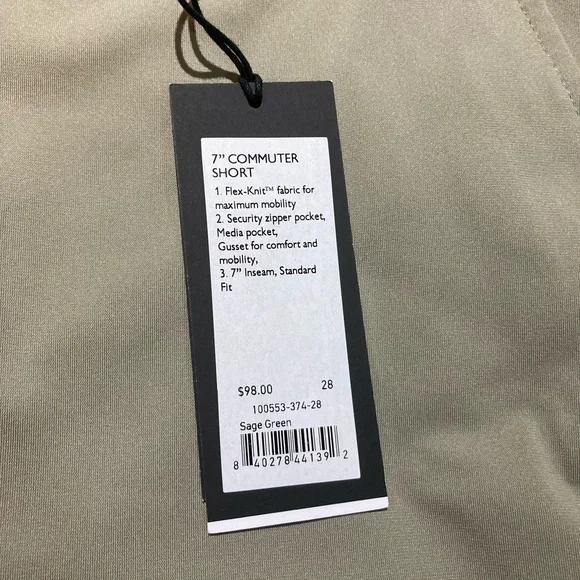 7” COMMUTER
SHORT
1. Flex-Knit™ fabric for
maximum mobility
2. Security zipper pocket,
Media pocket,
Gusset for comfort and
mobility,
3. 7” Inseam, Standard
Fit
$98.00 28
100553-374-28
Sage Green
8 40278 44139 2